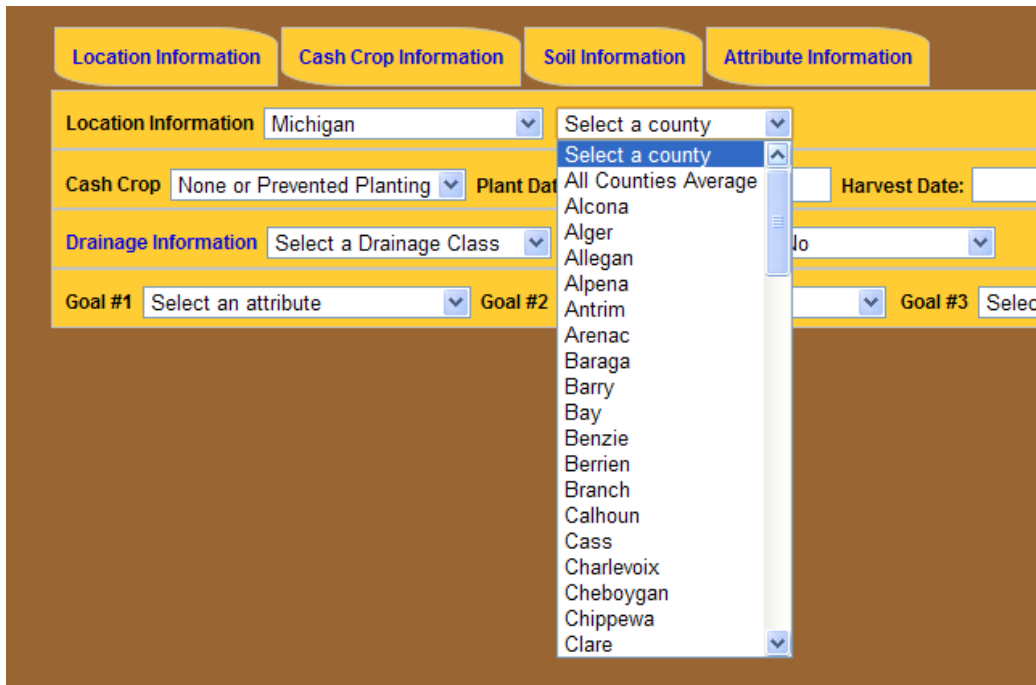 Location Information Cash Crop Information Soil Information Attribute Information
Location Information Michigan Select a county
Select a county
All Counties Average
Cash Crop None or Prevented Planting Plant Dat Harvest Date:
Alcona
Alger
Drainage Information Select a Drainage Class No
Allegan
Alpena
Goal #1 Select an attribute Goal #2 Goal #3 Selec
Antrim
Arenac
Baraga
Barry
Bay
Benzie
Berrien
Branch
Calhoun
Cass
Charlevoix
Cheboygan
Chippewa
Clare